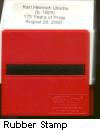 Karl Heinrich Ulrichs
(b. 1825)
175 Years of Pride
August 28, 2000
Rubber Stamp